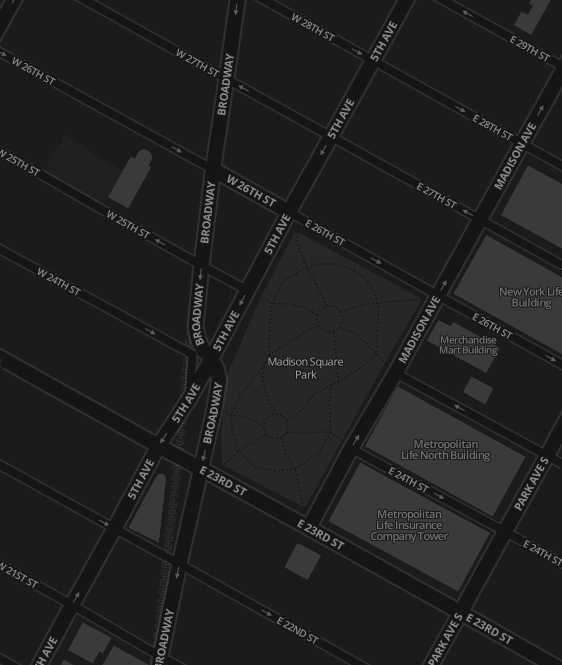 W 28TH ST
5TH AVE
E 29TH ST
W 27TH ST
W 26TH ST
BROADWAY
5TH AVE
E 28TH ST
MADISON AVE
W 25TH ST
W 26TH ST
E 27TH ST
BROADWAY
W 25TH ST
5TH AVE
E 26TH ST
W 24TH ST
BROADWAY
5TH AVE
MADISON AVE
New York Life
Building
E 26TH ST
Merchandise
Mart Building
Madison Square
Park
5TH AVE
BROADWAY
Metropolitan
Life North Building
5TH AVE
E 23RD ST
E 24TH ST
PARK AVE S
Metropolitan
Life Insurance
Company Tower
E 23RD ST
E 24TH ST
W 21ST ST
E 22ND ST
E 23RD ST
H AVE
ROADWAY
PARK AVE S